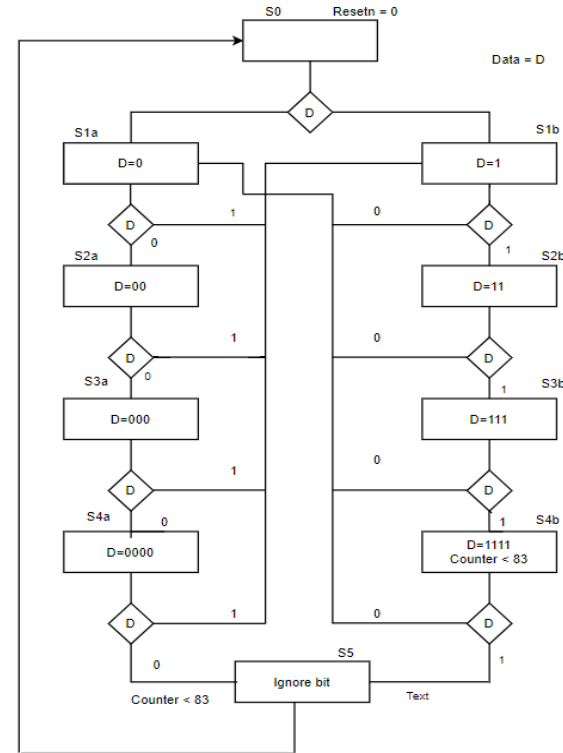 S0 Resetn = 0
Data = D
D
S1a S1b
D=0 D=1
D 1 0 D
0 1
S2a S2b
D=00 D=11
D 1 0 D
0 1
S3a S3b
D=000 D=111
D 1 0 D
S4a 0 1 S4b
D=0000 D=1111
Counter < 83
D 1 0 D
0 S5 1
Ignore bit
Counter < 83 Text